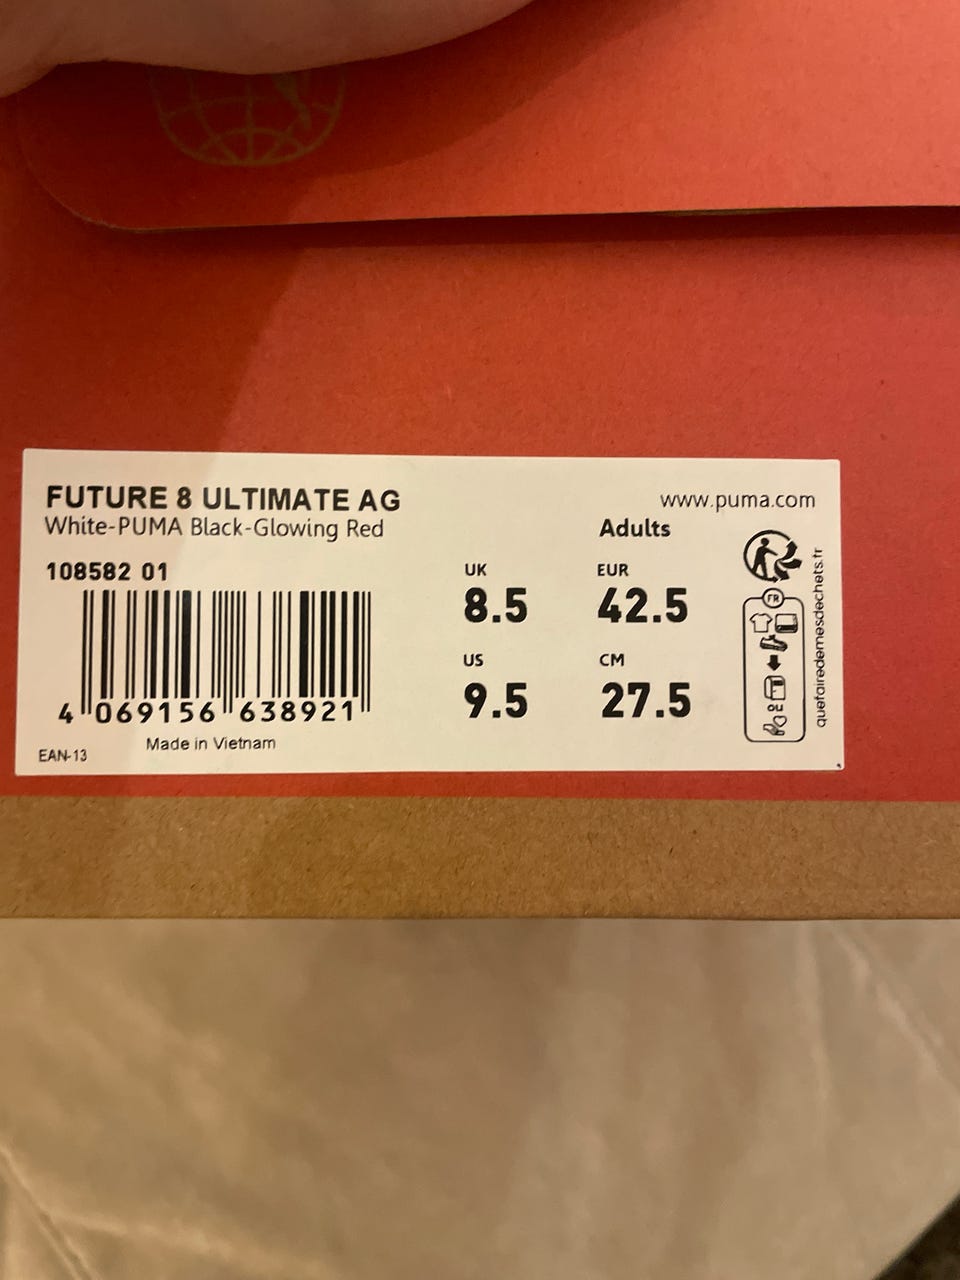 FUTURE 8 ULTIMATE AG
White-PUMA Black-Glowing Red
www.puma.com
Adults
108582 01
UK
8.5
EUR
42.5
US
9.5
CM
27.5
4 069156 638921
EAN-13
Made in Vietnam
FR
OU
quefairedemesdechets.fr